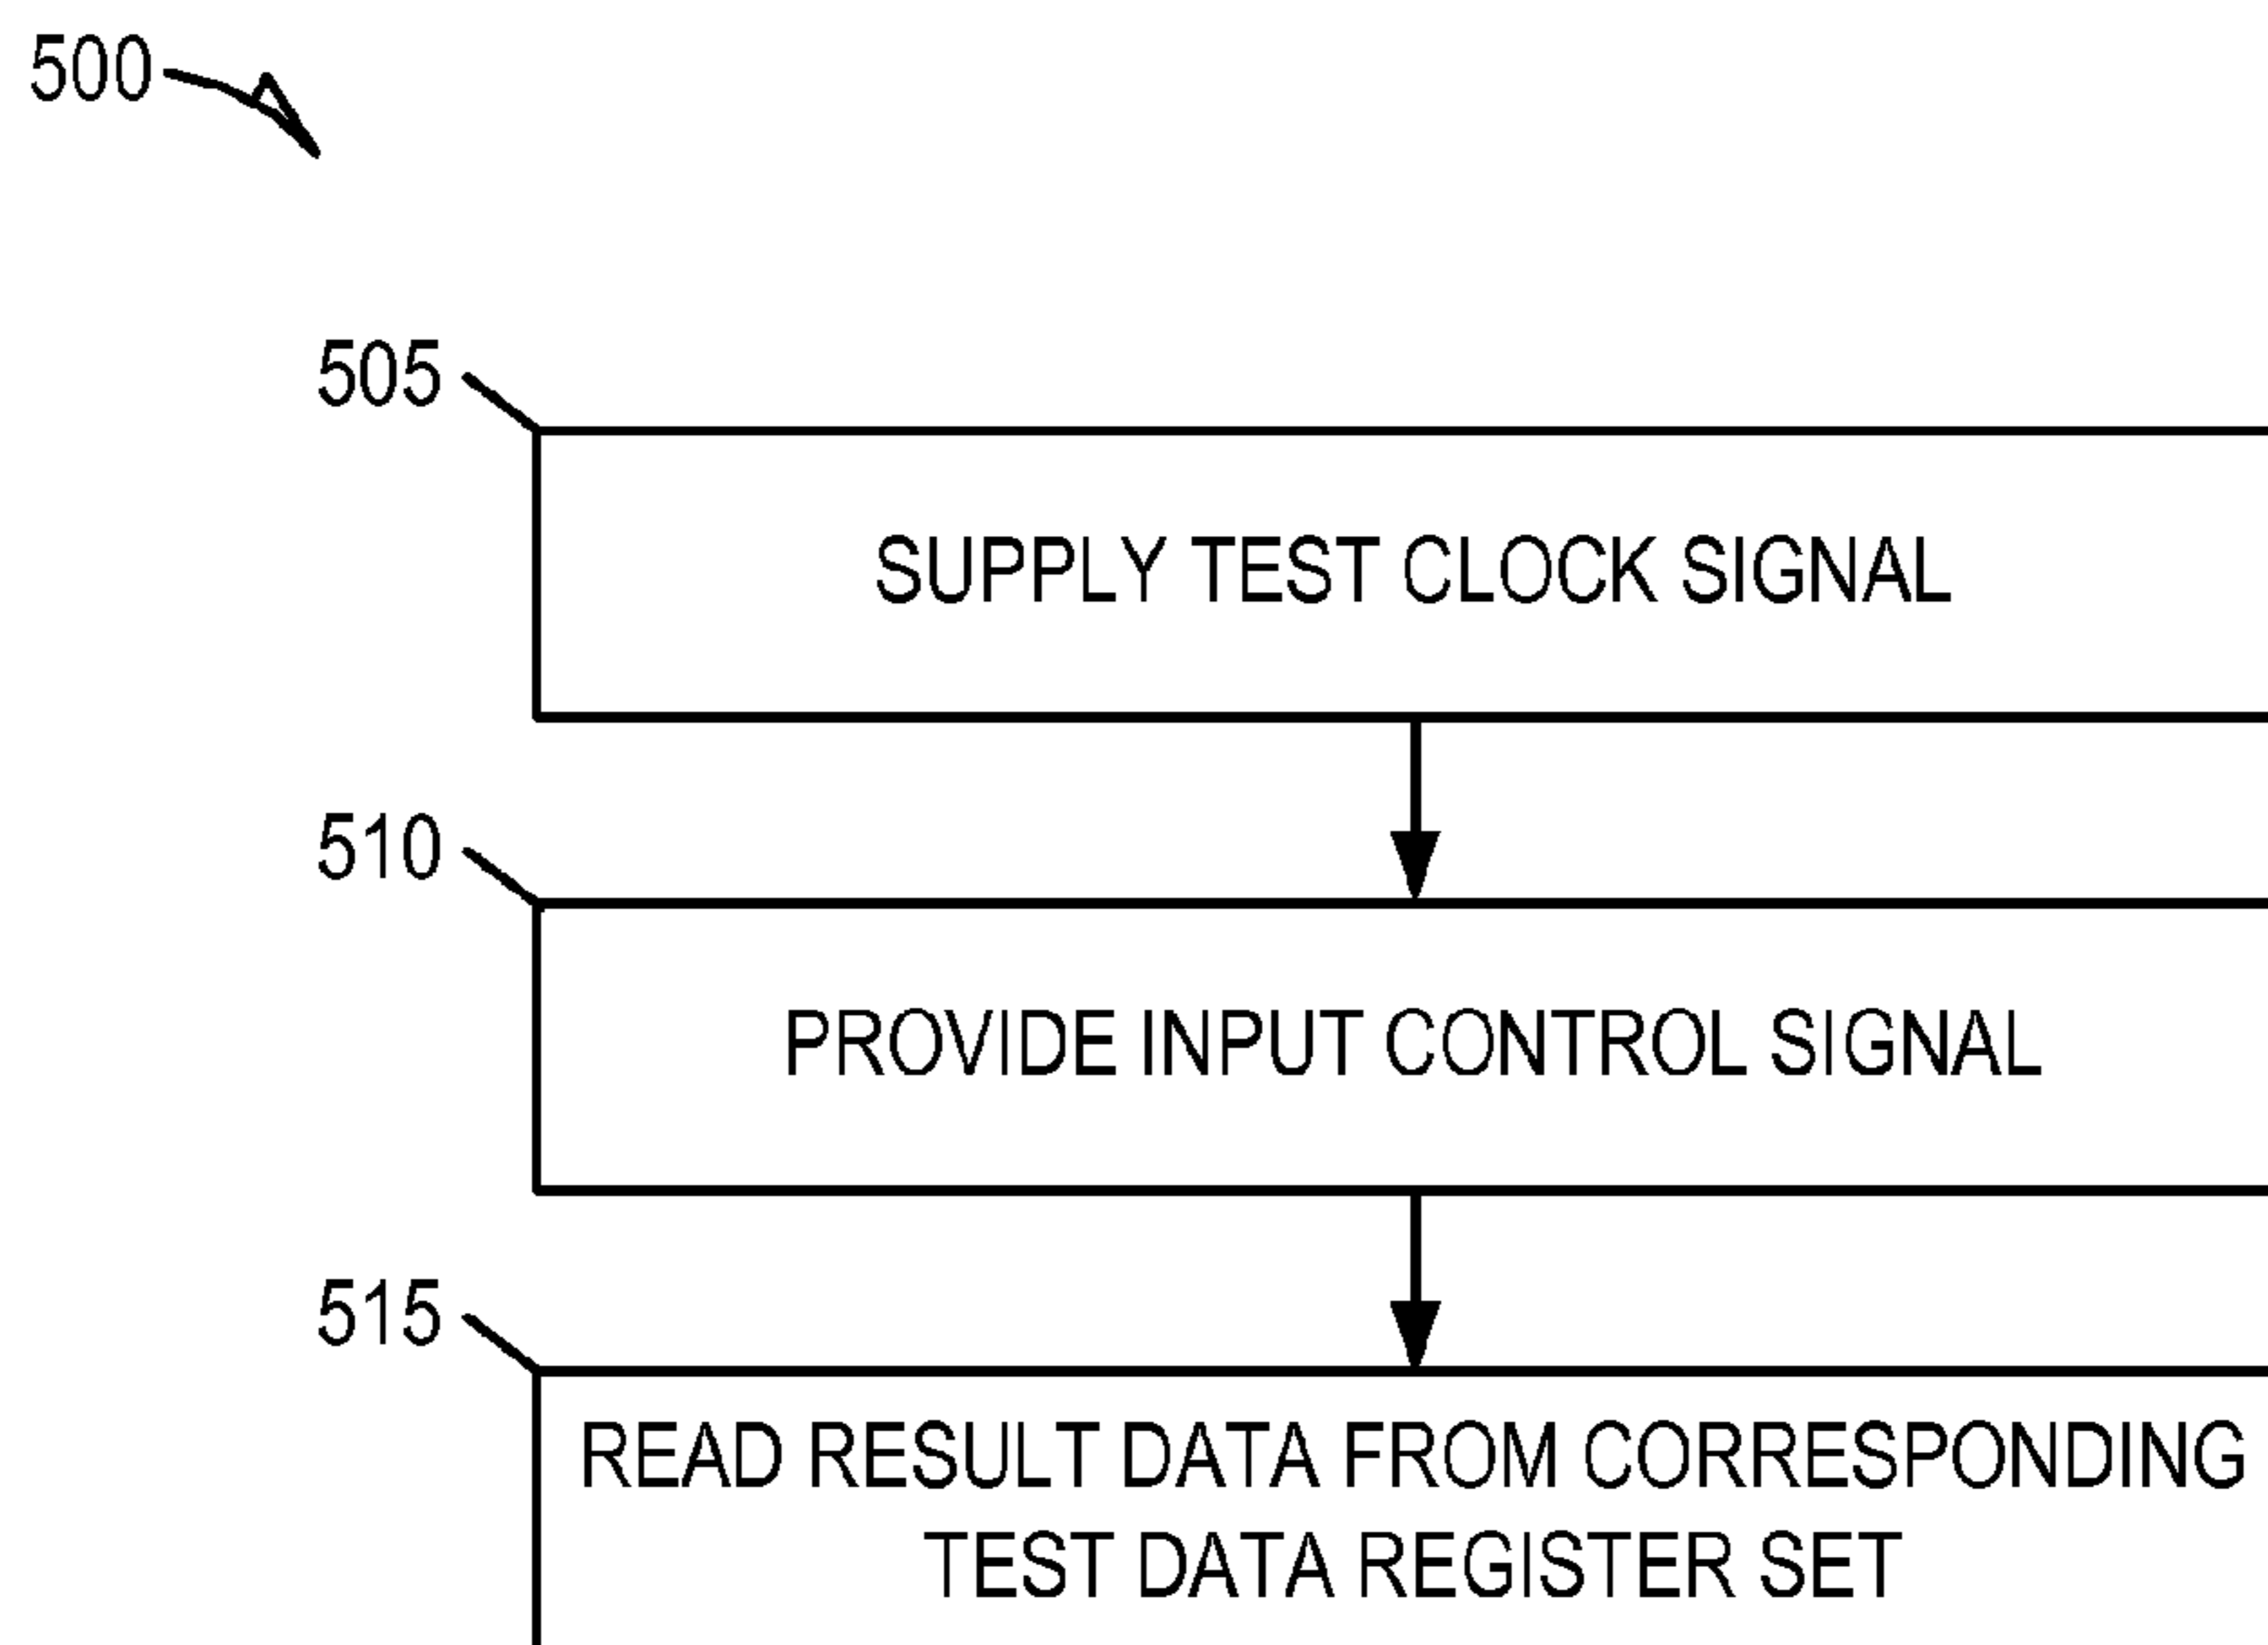 500
505
SUPPLY TEST CLOCK SIGNAL
510
PROVIDE INPUT CONTROL SIGNAL
515
READ RESULT DATA FROM CORRESPONDING
TEST DATA REGISTER SET